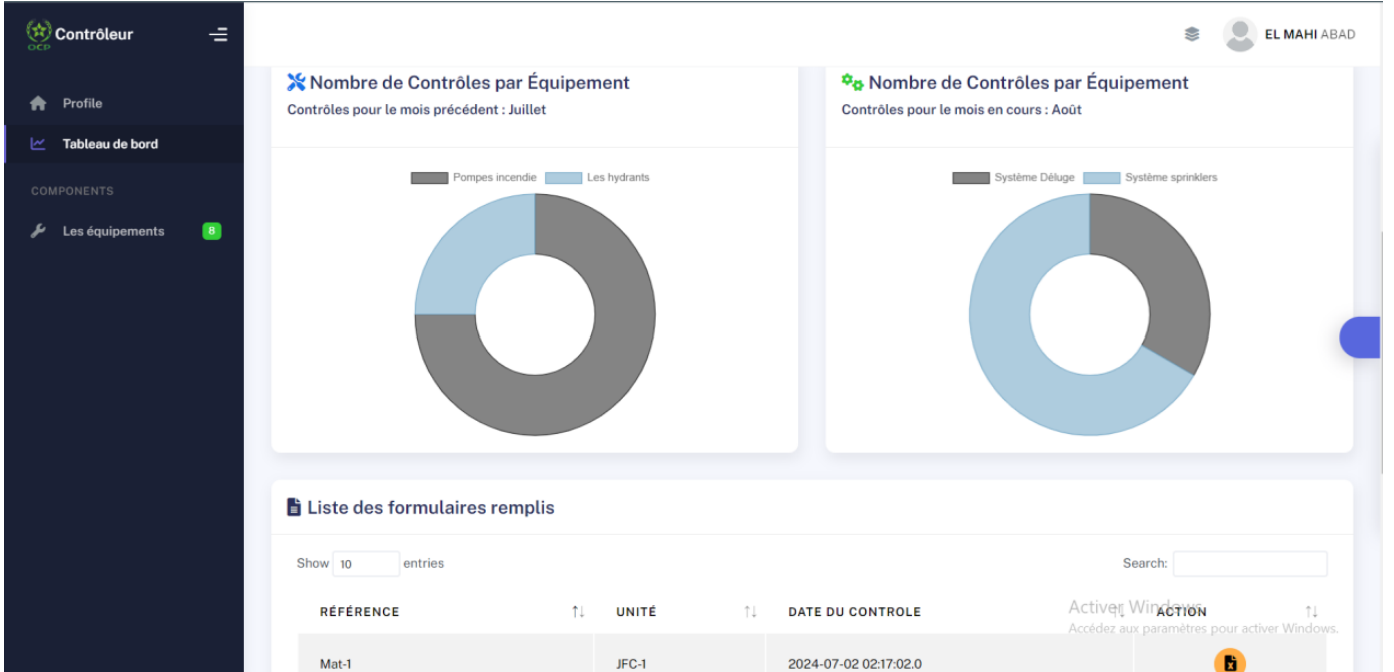 OCP
Contrôleur
EL MAHI ABAD
Profile
Tableau de bord
COMPONENTS
Les équipements 8
Nombre de Contrôles par Équipement
Contrôles pour le mois précédent : Juillet
Pompes incendie Les hydrants
Nombre de Contrôles par Équipement
Contrôles pour le mois en cours : Août
Système Déluge Système sprinklers
Liste des formulaires remplis
Show 10 entries
Search:
RÉFÉRENCE UNITÉ DATE DU CONTROLE ACTION
Activer Windows
Accédez aux paramètres pour activer Windows.
Mat-1 JFC-1 2024-07-02 02:17:02.0